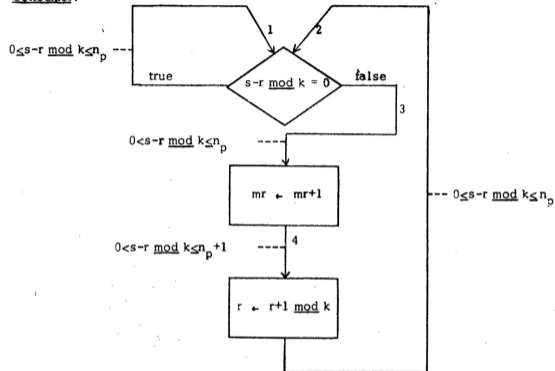 Consumer:
1
2
0≤s-r mod k≤n_p
true
s-r mod k = 0
false
3
0<s-r mod k≤n_p
mr ← mr+1
0≤s-r mod k≤n_p
4
0<s-r mod k≤n_p+1
r ← r+1 mod k